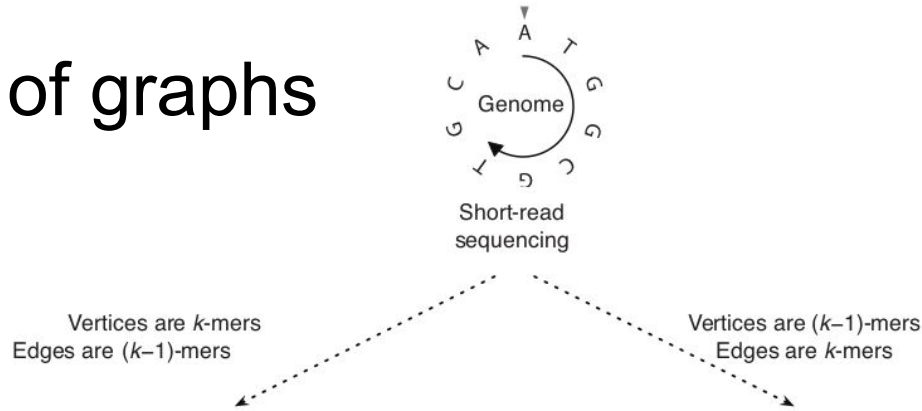 of graphs
A T G G C G T G C A A
Genome
Short-read
sequencing
Vertices are k-mers
Edges are (k–1)-mers
Vertices are (k–1)-mers
Edges are k-mers